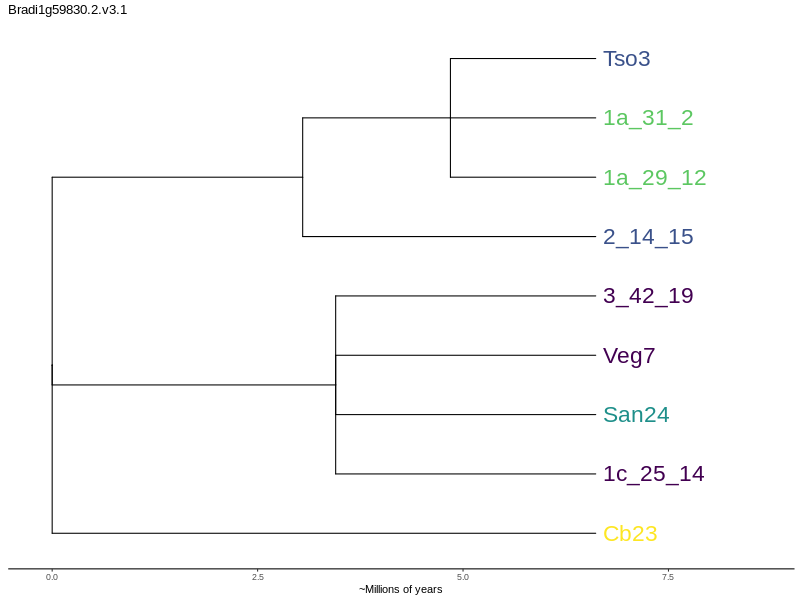 Bradi1g59830.2.v3.1
Tso3
1a_31_2
1a_29_12
2_14_15
3_42_19
Veg7
San24
1c_25_14
Cb23
0.0 2.5 5.0 7.5
~Millions of years